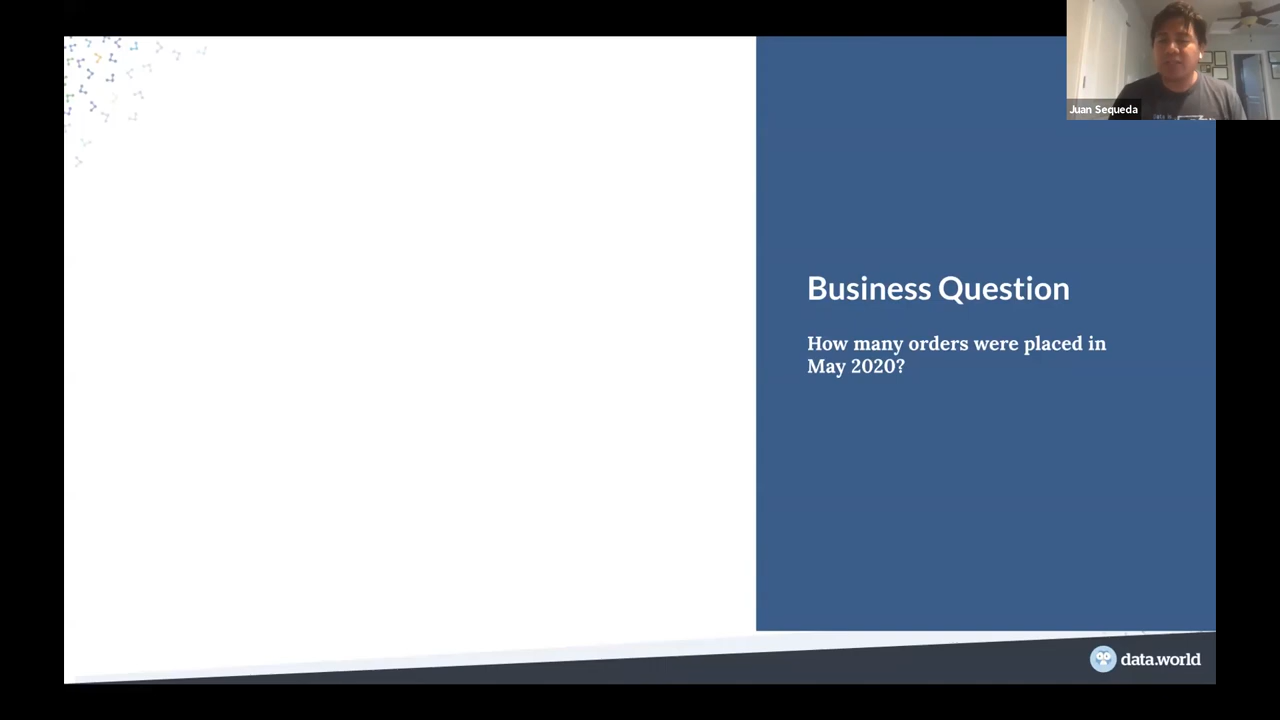 Juan Sequeda
Business Question
How many orders were placed in
May 2020?
data.world